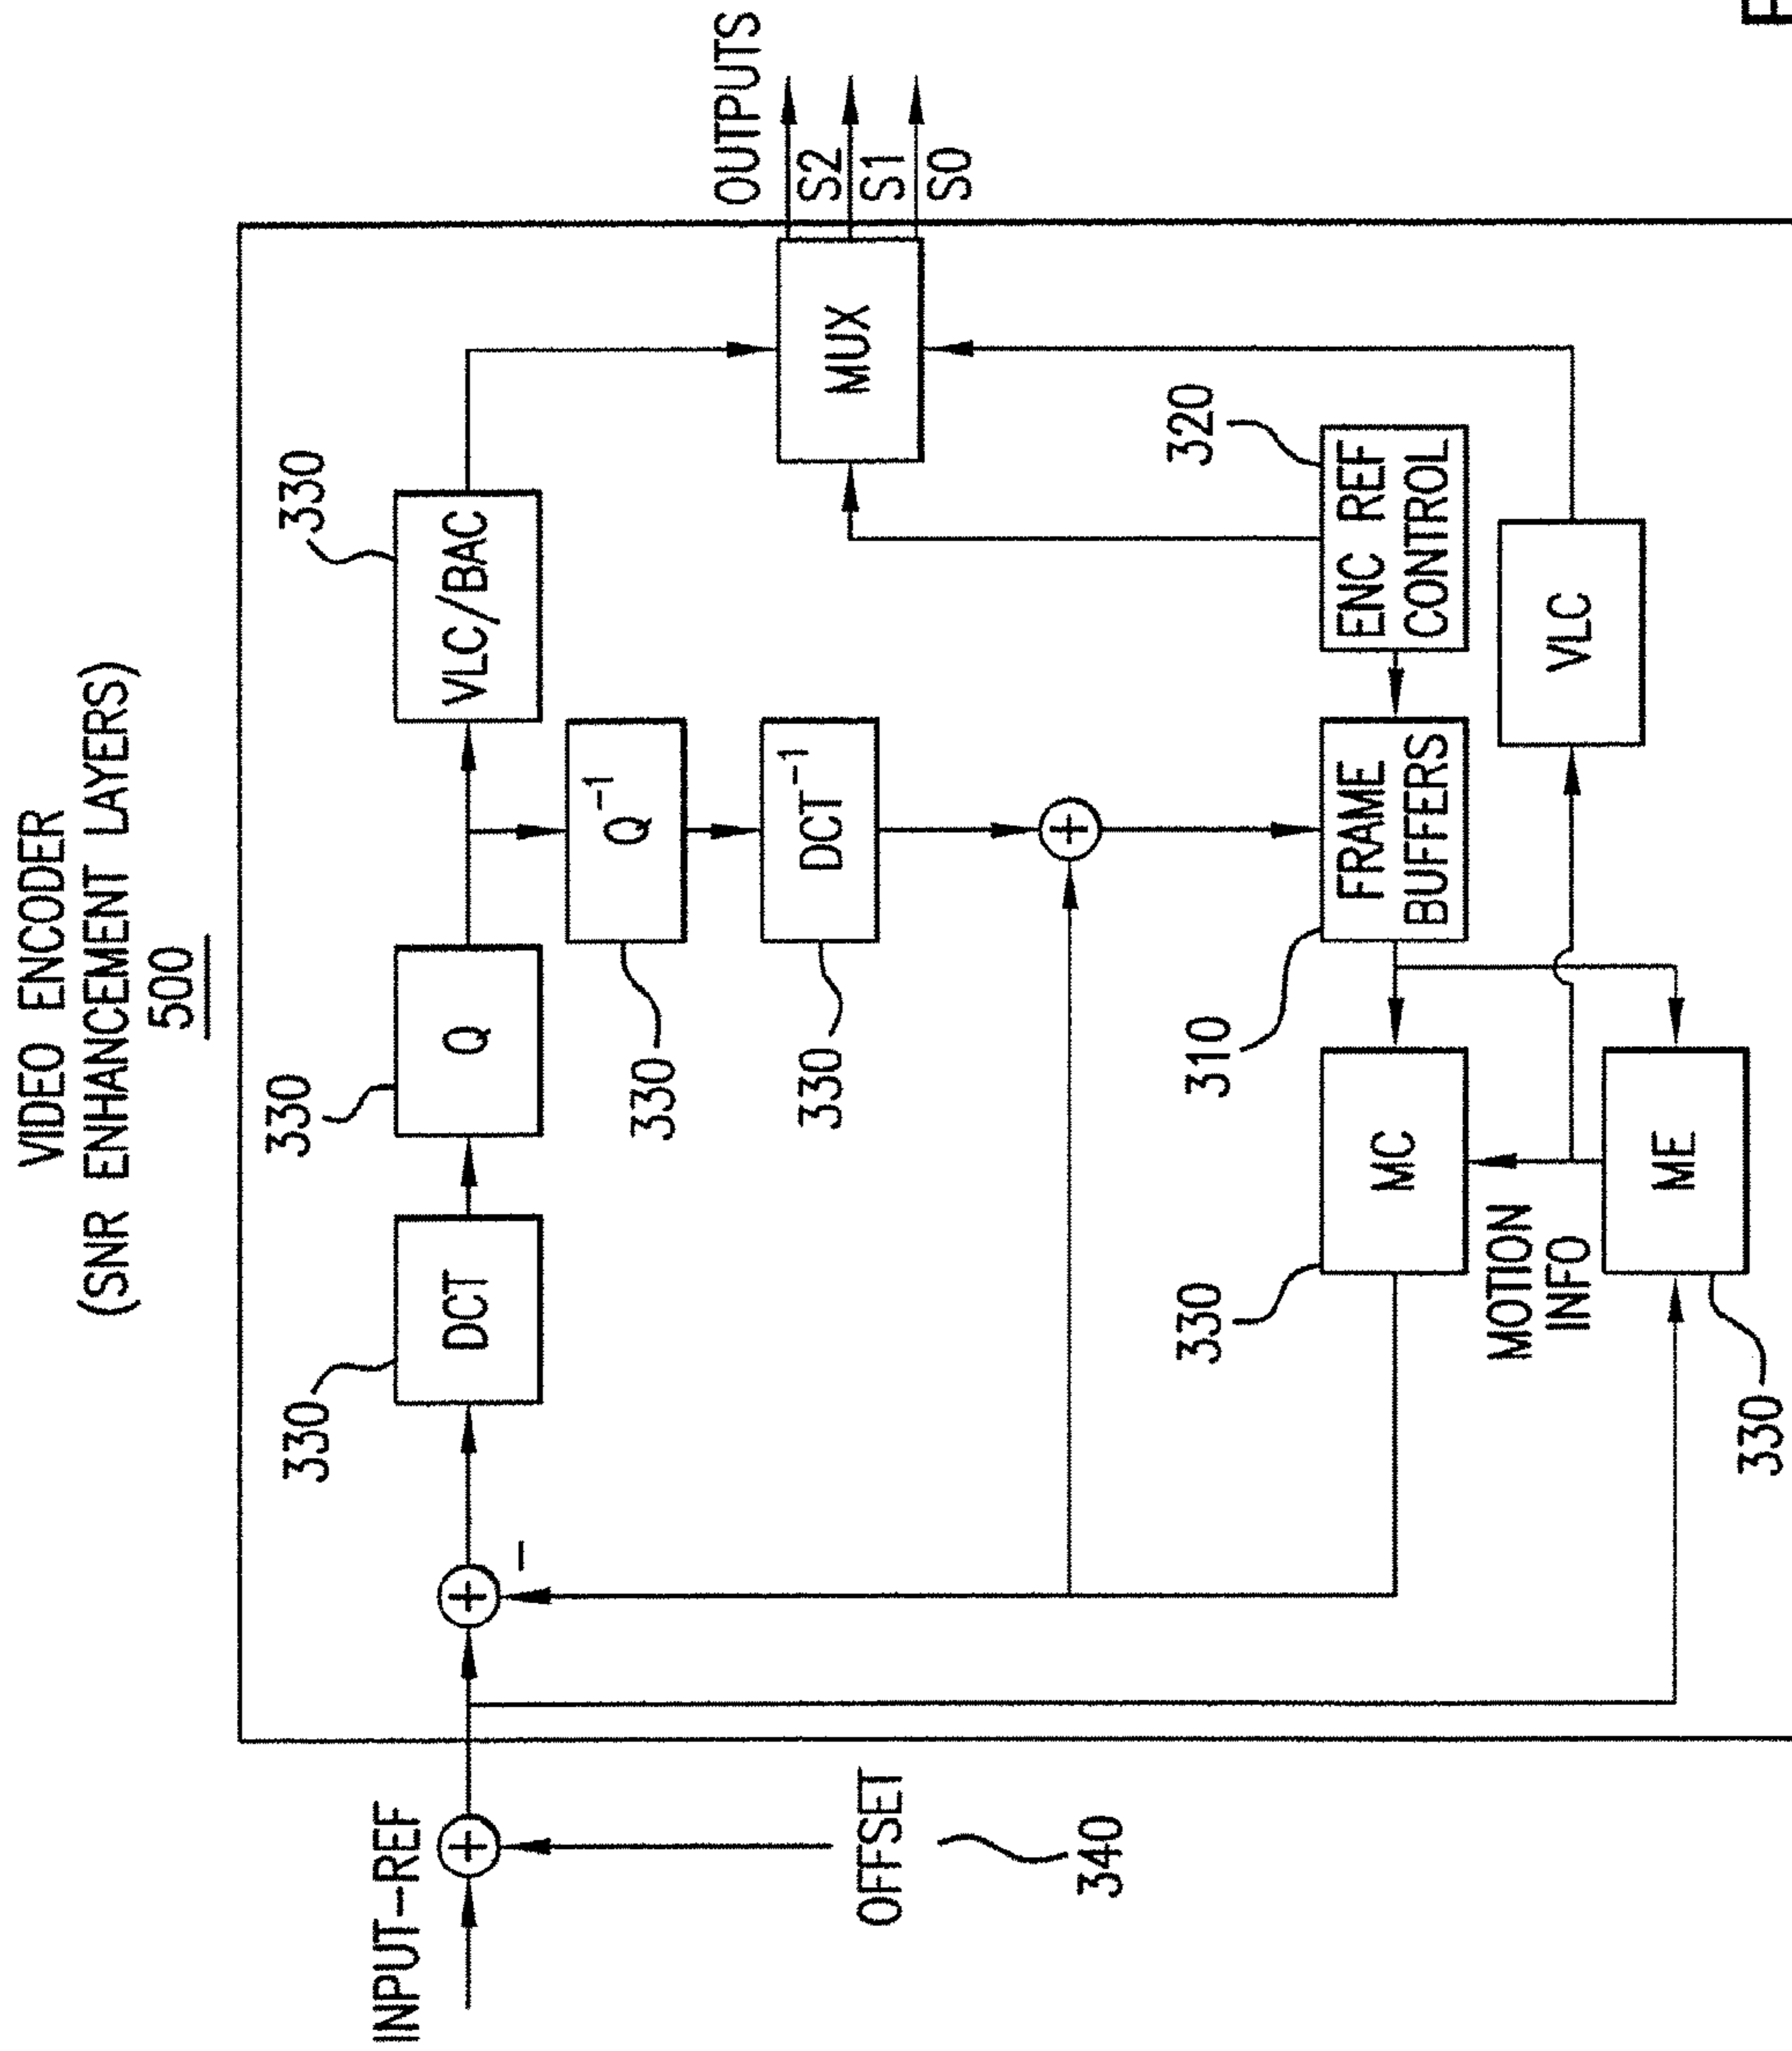 VIDEO ENCODER
(SNR ENHANCEMENT LAYERS)
500
INPUT-REF
OFFSET
340
330
DCT
330
Q
330
VLC/BAC
Q⁻¹
330
DCT⁻¹
330
MUX
OUTPUTS
S2
S1
S0
320
ENC REF
CONTROL
FRAME
BUFFERS
310
MC
330
MOTION
INFO
ME
330
VLC